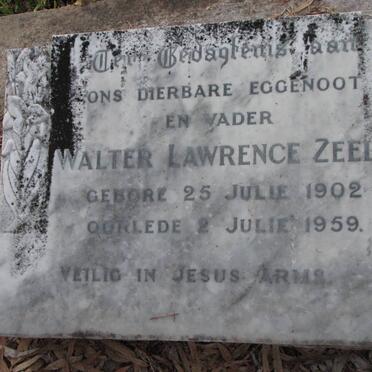 Ter Gedagtenis aan
ONS DIERBARE EGGENOOT
EN VADER
WALTER LAWRENCE ZEEL
GEBORE 25 JULIE 1902
OORLEDE 2 JULIE 1959.
VEILIG IN JESUS ARMS